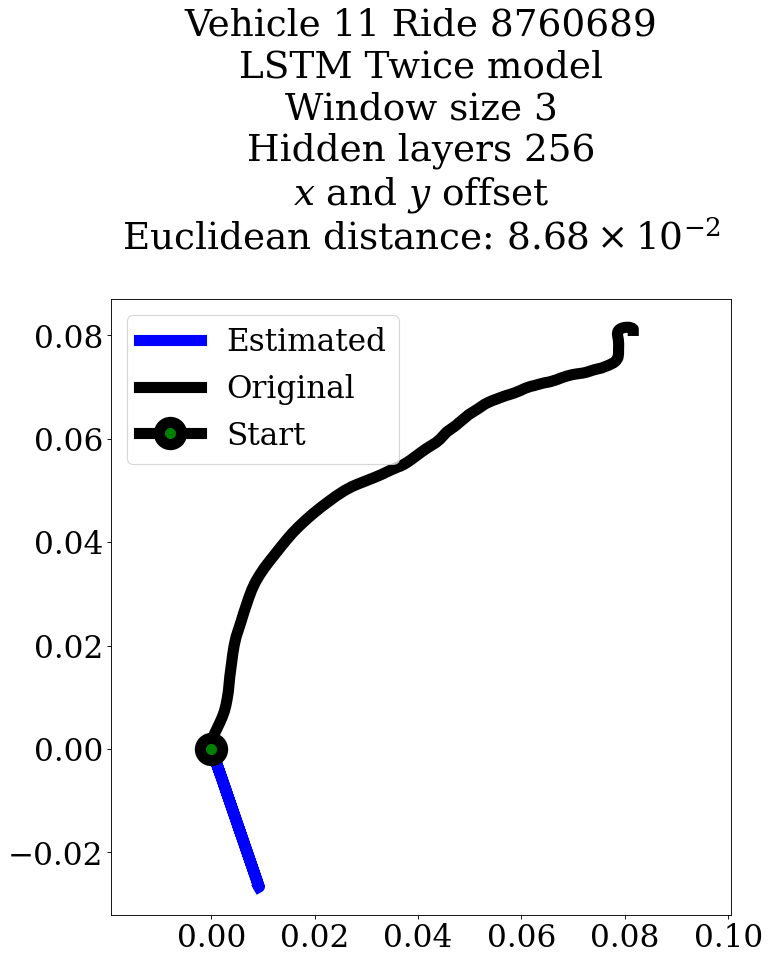 Vehicle 11 Ride 8760689
LSTM Twice model
Window size 3
Hidden layers 256
x and y offset
Euclidean distance: 8.68 × 10⁻²
Estimated
Original
Start
0.08
0.06
0.04
0.02
0.00
−0.02
0.00 0.02 0.04 0.06 0.08 0.10